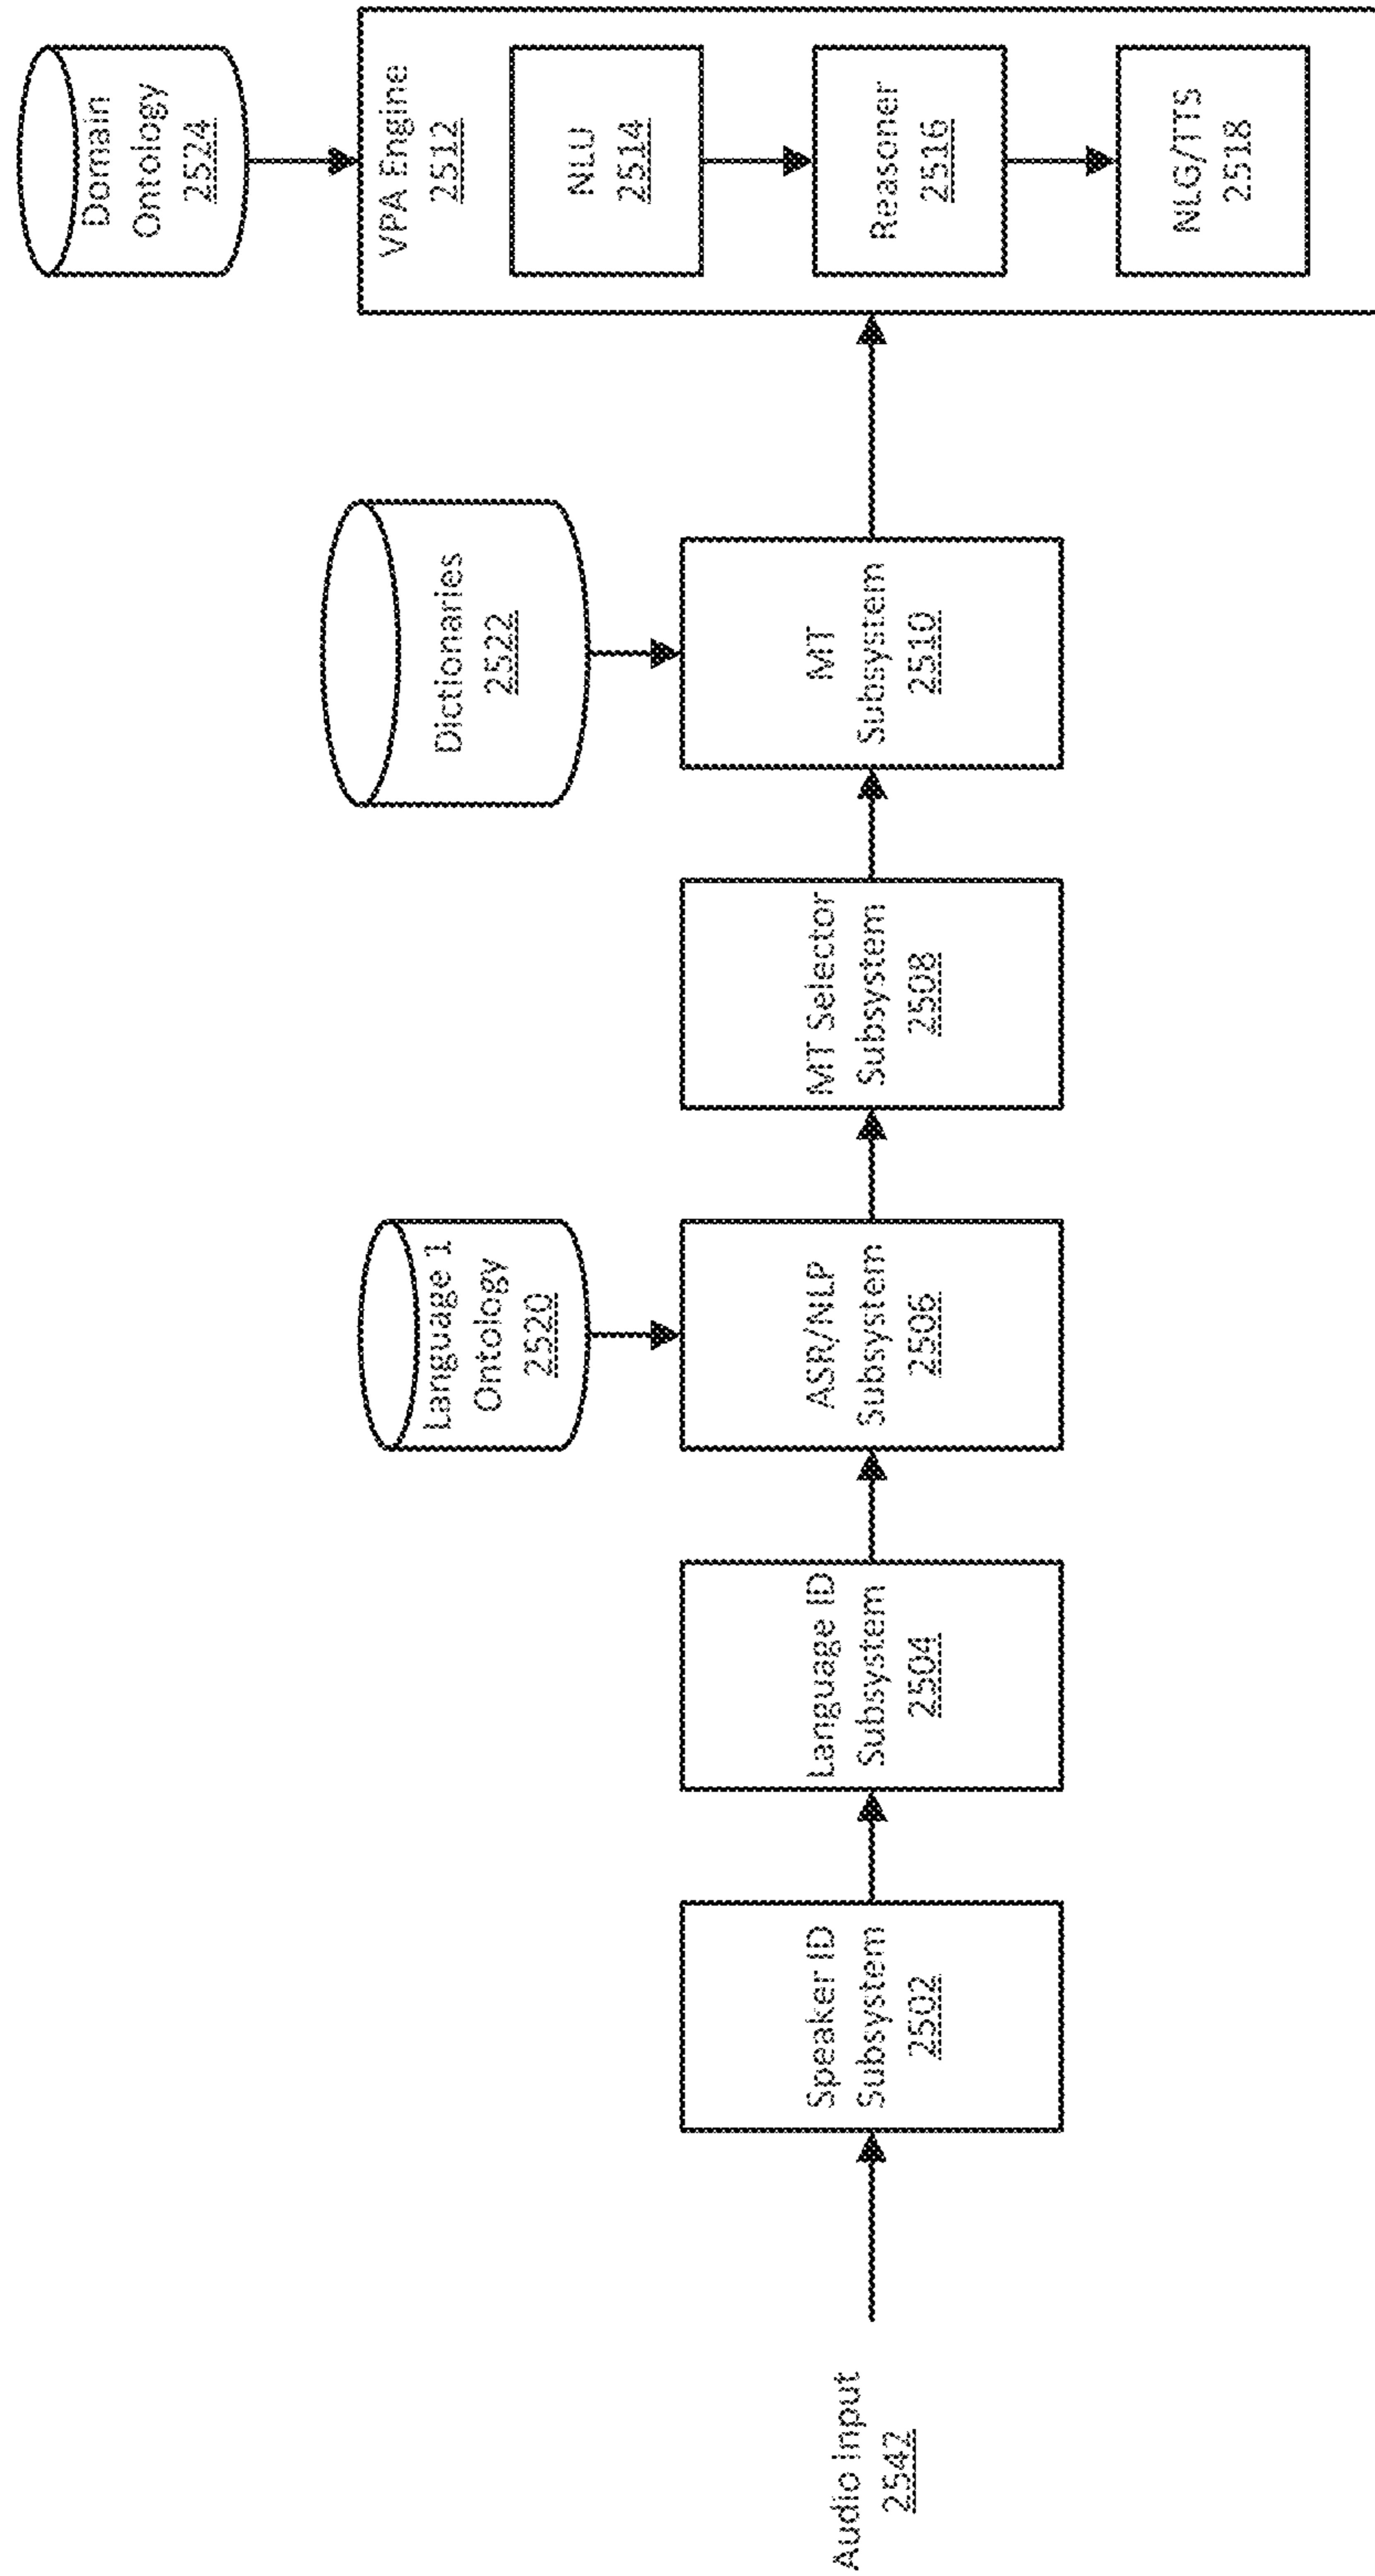 Audio Input
2542
Speaker ID
Subsystem
2502
Language ID
Subsystem
2504
Language 1
Ontology
2520
ASR/NLP
Subsystem
2506
MT Selector
Subsystem
2508
Dictionaries
2522
MT
Subsystem
2510
Domain
Ontology
2524
VPA Engine
2512
NLU
2514
Reasoner
2516
NLG/TTS
2518